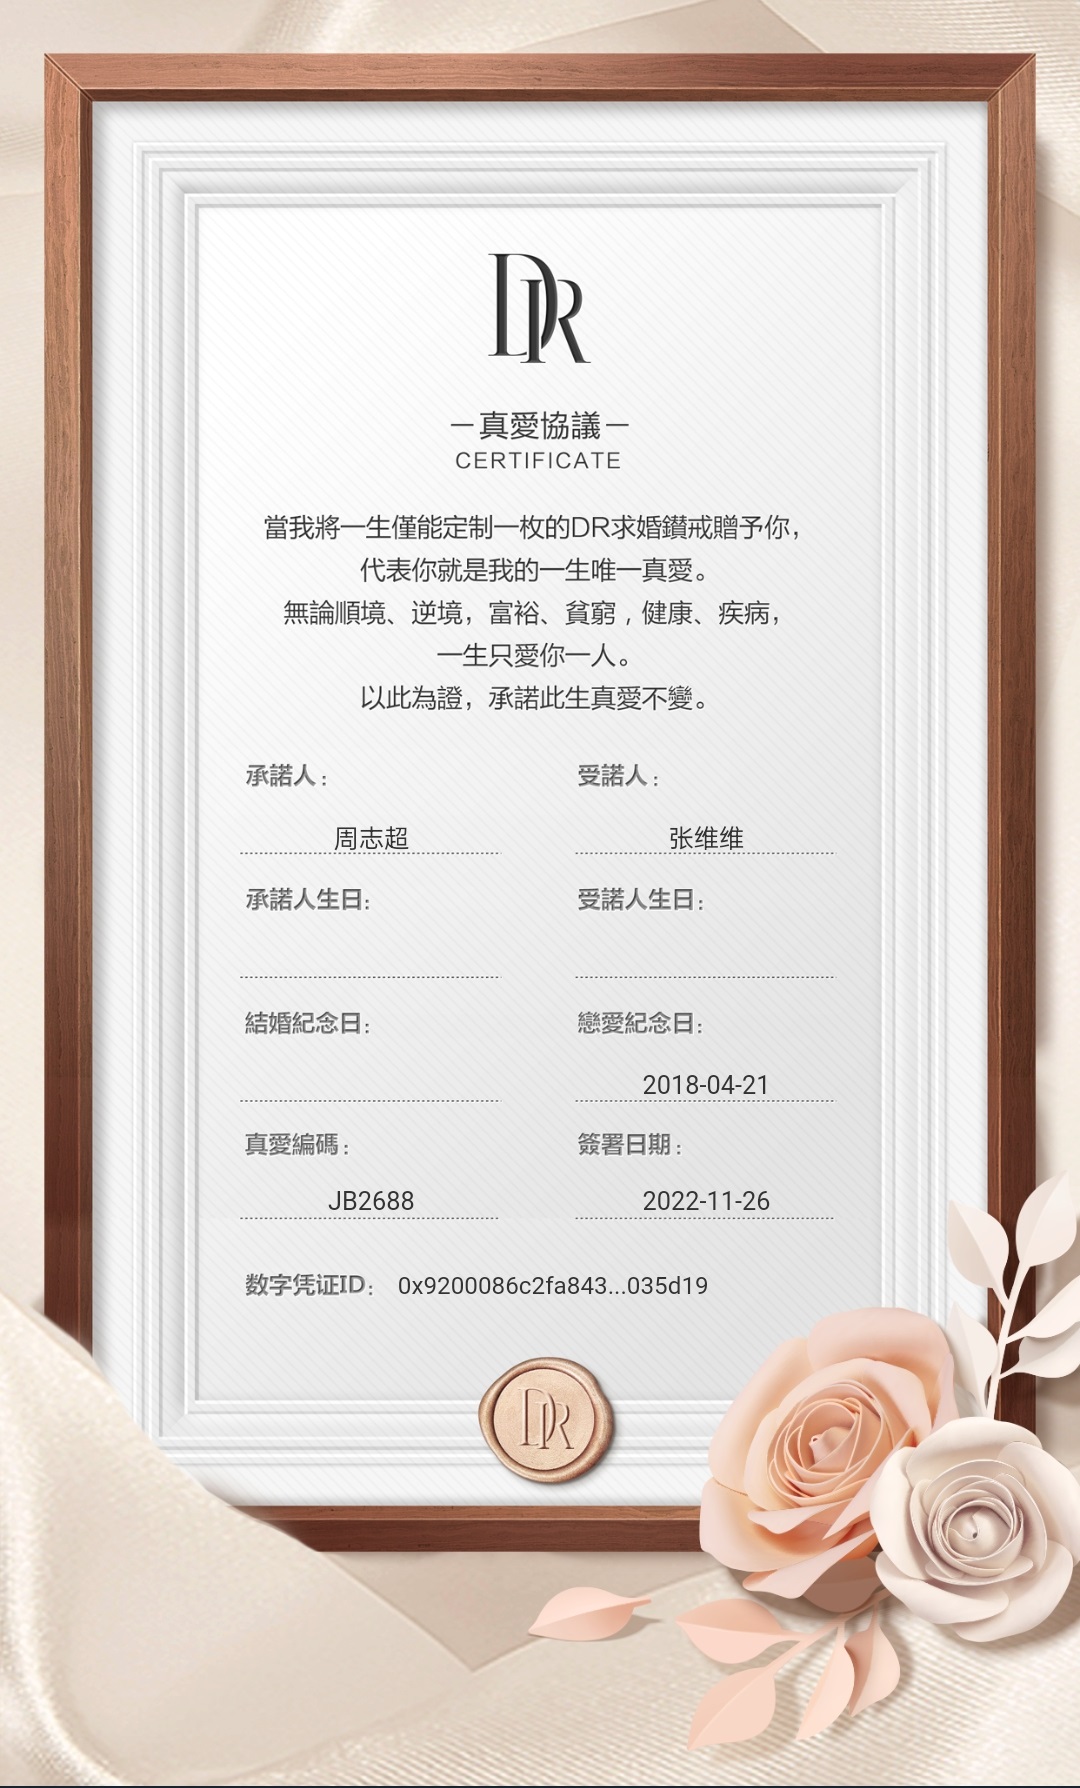 DR
真愛協議
CERTIFICATE
當我將一生僅能定制一枚的DR求婚鑽戒贈予你，
代表你就是我的一生唯一真愛。
無論順境、逆境，富裕、貧窮，健康、疾病，
一生只愛你一人。
以此為證，承諾此生真愛不變。
承諾人：
受諾人：
周志超
张维维
承諾人生日：
受諾人生日：
結婚紀念日：
戀愛紀念日：
2018-04-21
真愛編碼：
簽署日期：
JB2688
2022-11-26
数字凭证ID： 0x9200086c2fa843...035d19
DR